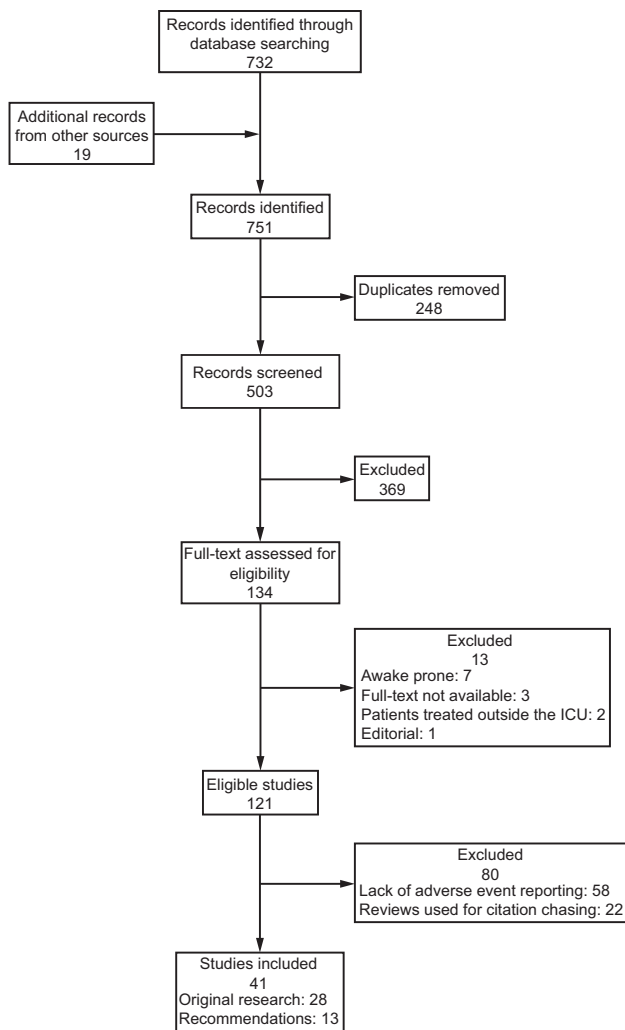 Records identified through
database searching
732
Additional records
from other sources
19
Records identified
751
Duplicates removed
248
Records screened
503
Excluded
369
Full-text assessed for
eligibility
134
Excluded
13
Awake prone: 7
Full-text not available: 3
Patients treated outside the ICU: 2
Editorial: 1
Eligible studies
121
Excluded
80
Lack of adverse event reporting: 58
Reviews used for citation chasing: 22
Studies included
41
Original research: 28
Recommendations: 13